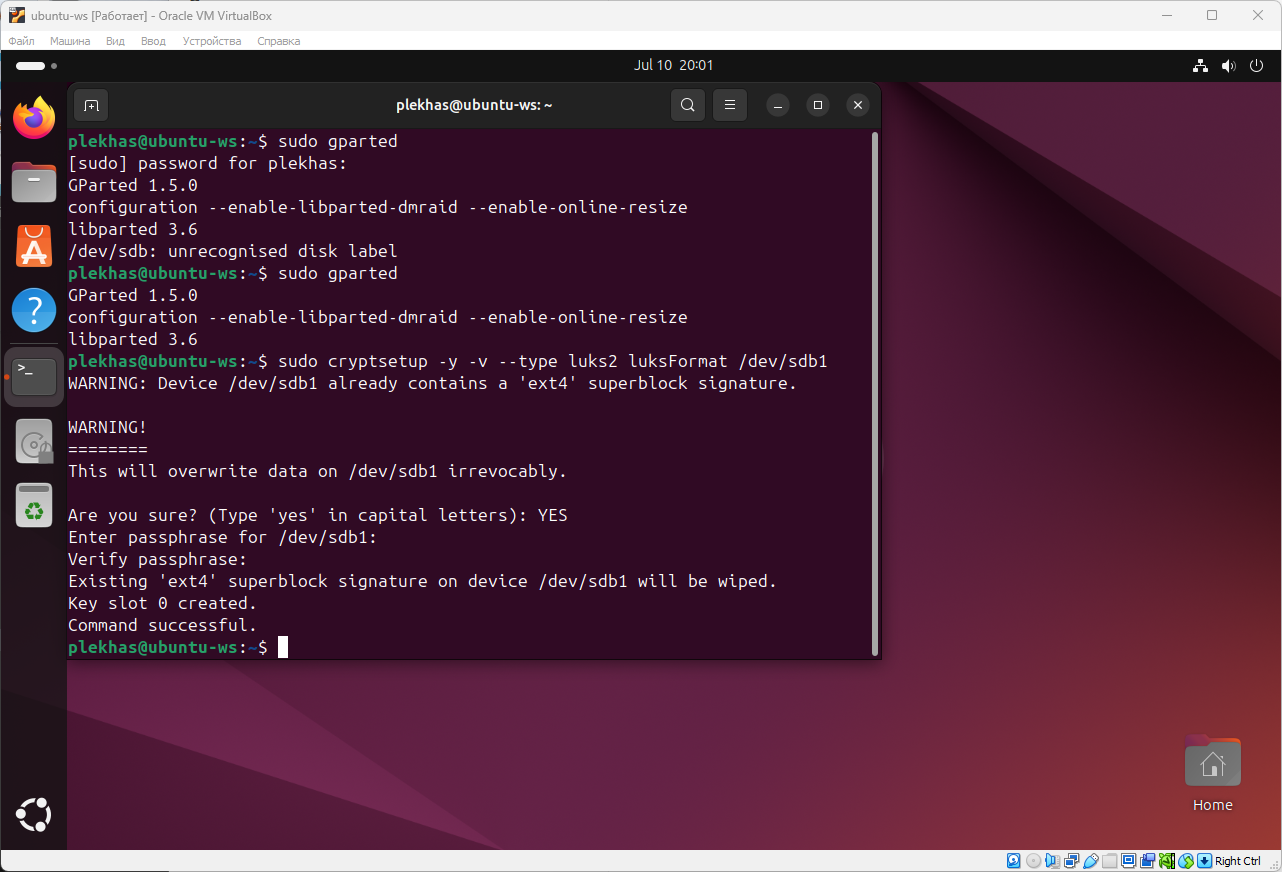 ubuntu-ws [Работает] - Oracle VM VirtualBox
Файл Машина Вид Ввод Устройства Справка
Jul 10 20:01
plekhas@ubuntu-ws: ~
plekhas@ubuntu-ws:~$ sudo gparted
[sudo] password for plekhas:
GParted 1.5.0
configuration --enable-libparted-dmraid --enable-online-resize
libparted 3.6
/dev/sdb: unrecognised disk label
plekhas@ubuntu-ws:~$ sudo gparted
GParted 1.5.0
configuration --enable-libparted-dmraid --enable-online-resize
libparted 3.6
plekhas@ubuntu-ws:~$ sudo cryptsetup -y -v --type luks2 luksFormat /dev/sdb1
WARNING: Device /dev/sdb1 already contains a 'ext4' superblock signature.
WARNING!
========
This will overwrite data on /dev/sdb1 irrevocably.
Are you sure? (Type 'yes' in capital letters): YES
Enter passphrase for /dev/sdb1:
Verify passphrase:
Existing 'ext4' superblock signature on device /dev/sdb1 will be wiped.
Key slot 0 created.
Command successful.
plekhas@ubuntu-ws:~$
Home
Right Ctrl